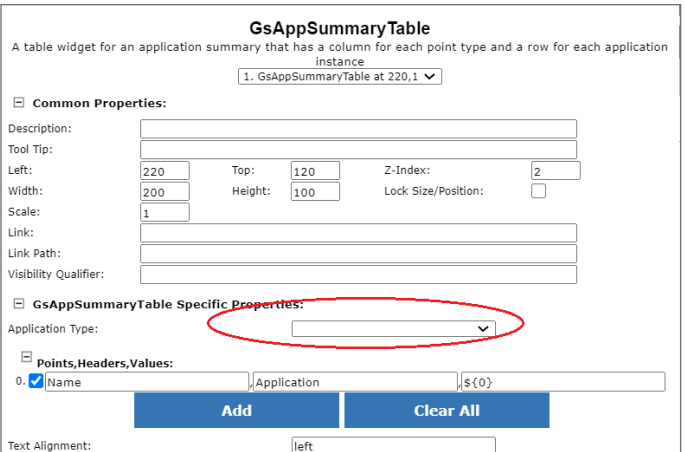 GsAppSummaryTable
A table widget for an application summary that has a column for each point type and a row for each application
instance
1. GsAppSummaryTable at 220,1
Common Properties:
Description:
Tool Tip:
Left: 220 Top: 120 Z-Index: 2
Width: 200 Height: 100 Lock Size/Position:
Scale: 1
Link:
Link Path:
Visibility Qualifier:
GsAppSummaryTable Specific Properties:
Application Type:
Points,Headers,Values:
0. Name ,Application ,${0}
Add Clear All
Text Alignment: left